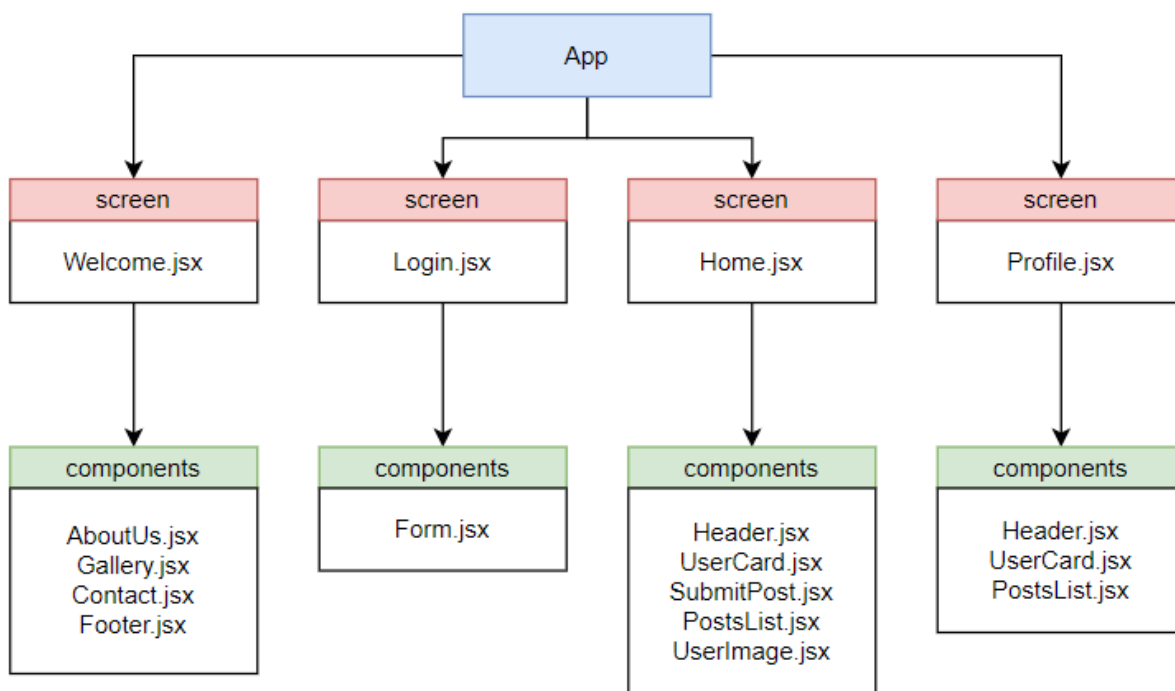 App
screen
Welcome.jsx
screen
Login.jsx
screen
Home.jsx
screen
Profile.jsx
components
AboutUs.jsx
Gallery.jsx
Contact.jsx
Footer.jsx
components
Form.jsx
components
Header.jsx
UserCard.jsx
SubmitPost.jsx
PostsList.jsx
UserImage.jsx
components
Header.jsx
UserCard.jsx
PostsList.jsx